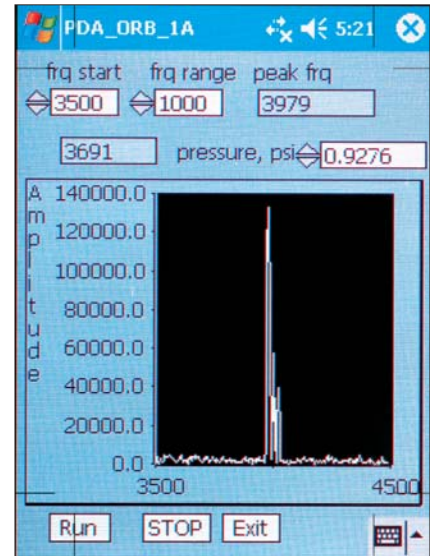 PDA_ORB_1A 5:21
frq start frq range peak frq
3500 1000 3979
3691 pressure, psi 0.9276
Amplitude
140000.0
120000.0
100000.0
80000.0
60000.0
40000.0
20000.0
0.0
3500 4500
Run STOP Exit